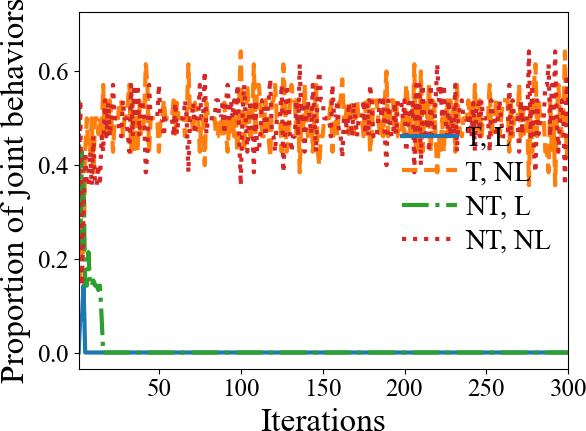 Proportion of joint behaviors
0.6
0.4
0.2
0.0
T, L
T, NL
NT, L
NT, NL
50 100 150 200 250 300
Iterations